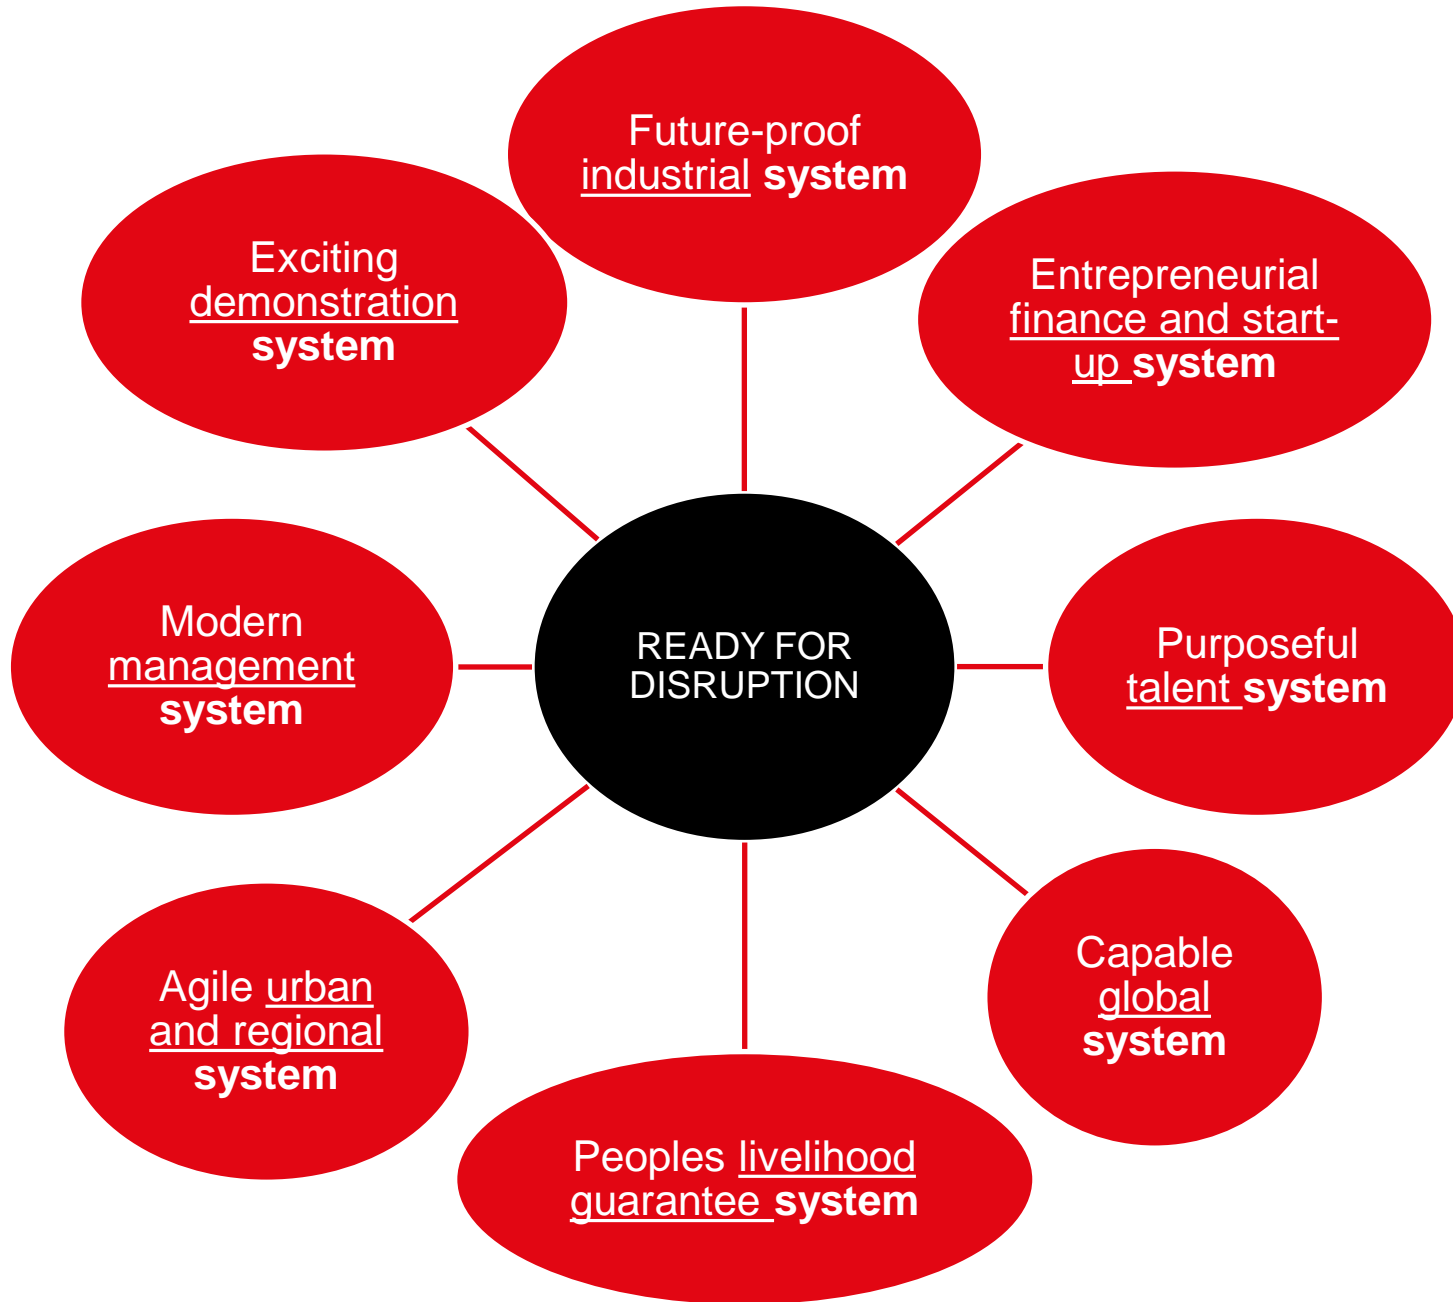 Future-proof
industrial system
Entrepreneurial
finance and start-
up system
Purposeful
talent system
Capable
global
system
Peoples livelihood
guarantee system
Agile urban
and regional
system
Modern
management
system
Exciting
demonstration
system
READY FOR
DISRUPTION